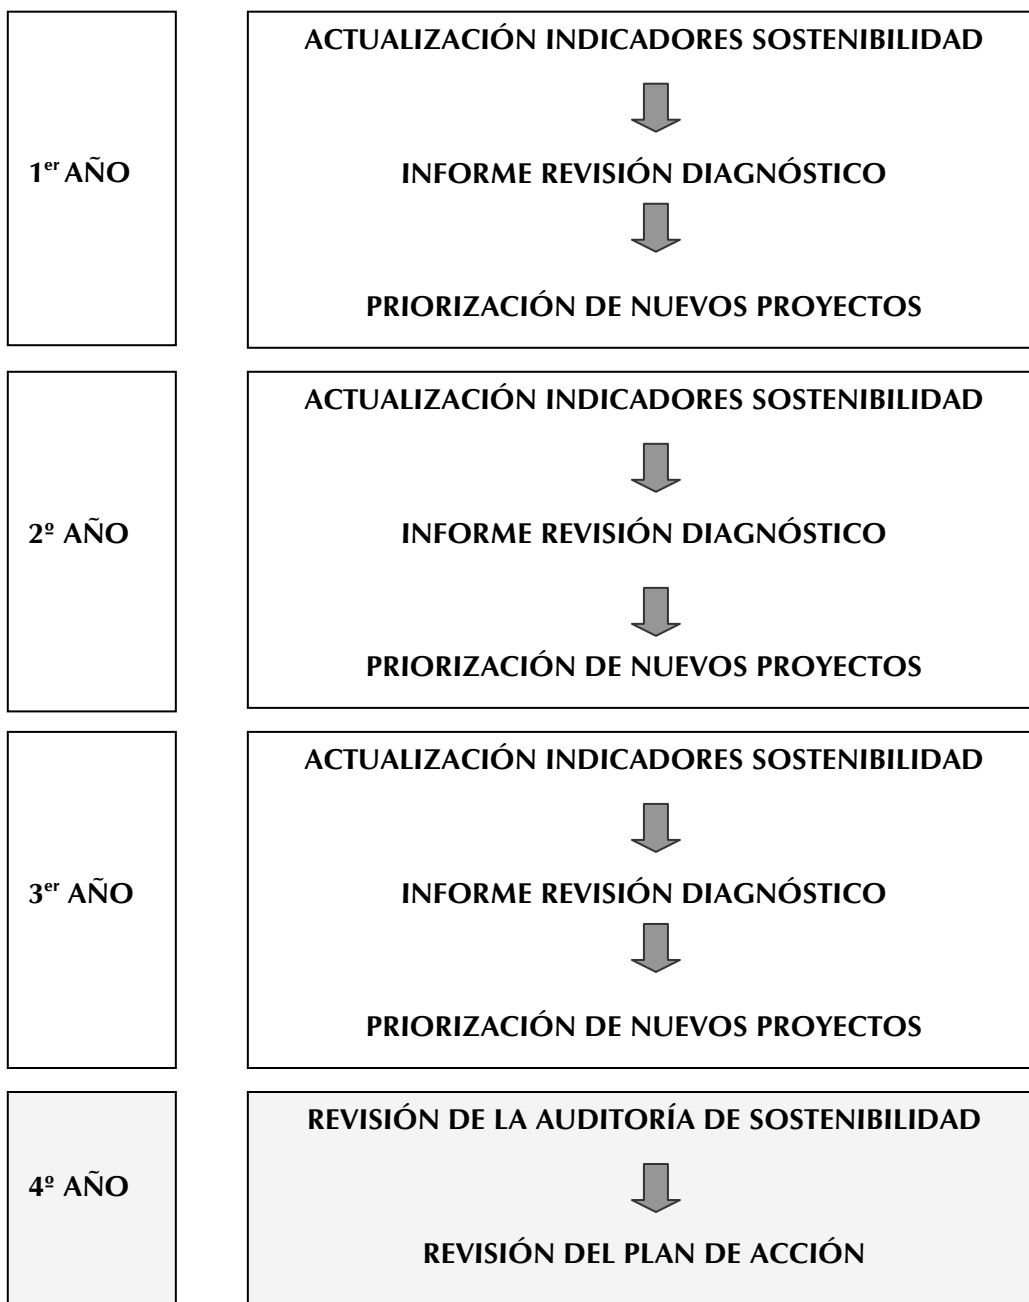 ACTUALIZACIÓN INDICADORES SOSTENIBILIDAD
1er AÑO
INFORME REVISIÓN DIAGNÓSTICO
PRIORIZACIÓN DE NUEVOS PROYECTOS
ACTUALIZACIÓN INDICADORES SOSTENIBILIDAD
2º AÑO
INFORME REVISIÓN DIAGNÓSTICO
PRIORIZACIÓN DE NUEVOS PROYECTOS
ACTUALIZACIÓN INDICADORES SOSTENIBILIDAD
3er AÑO
INFORME REVISIÓN DIAGNÓSTICO
PRIORIZACIÓN DE NUEVOS PROYECTOS
REVISIÓN DE LA AUDITORÍA DE SOSTENIBILIDAD
4º AÑO
REVISIÓN DEL PLAN DE ACCIÓN